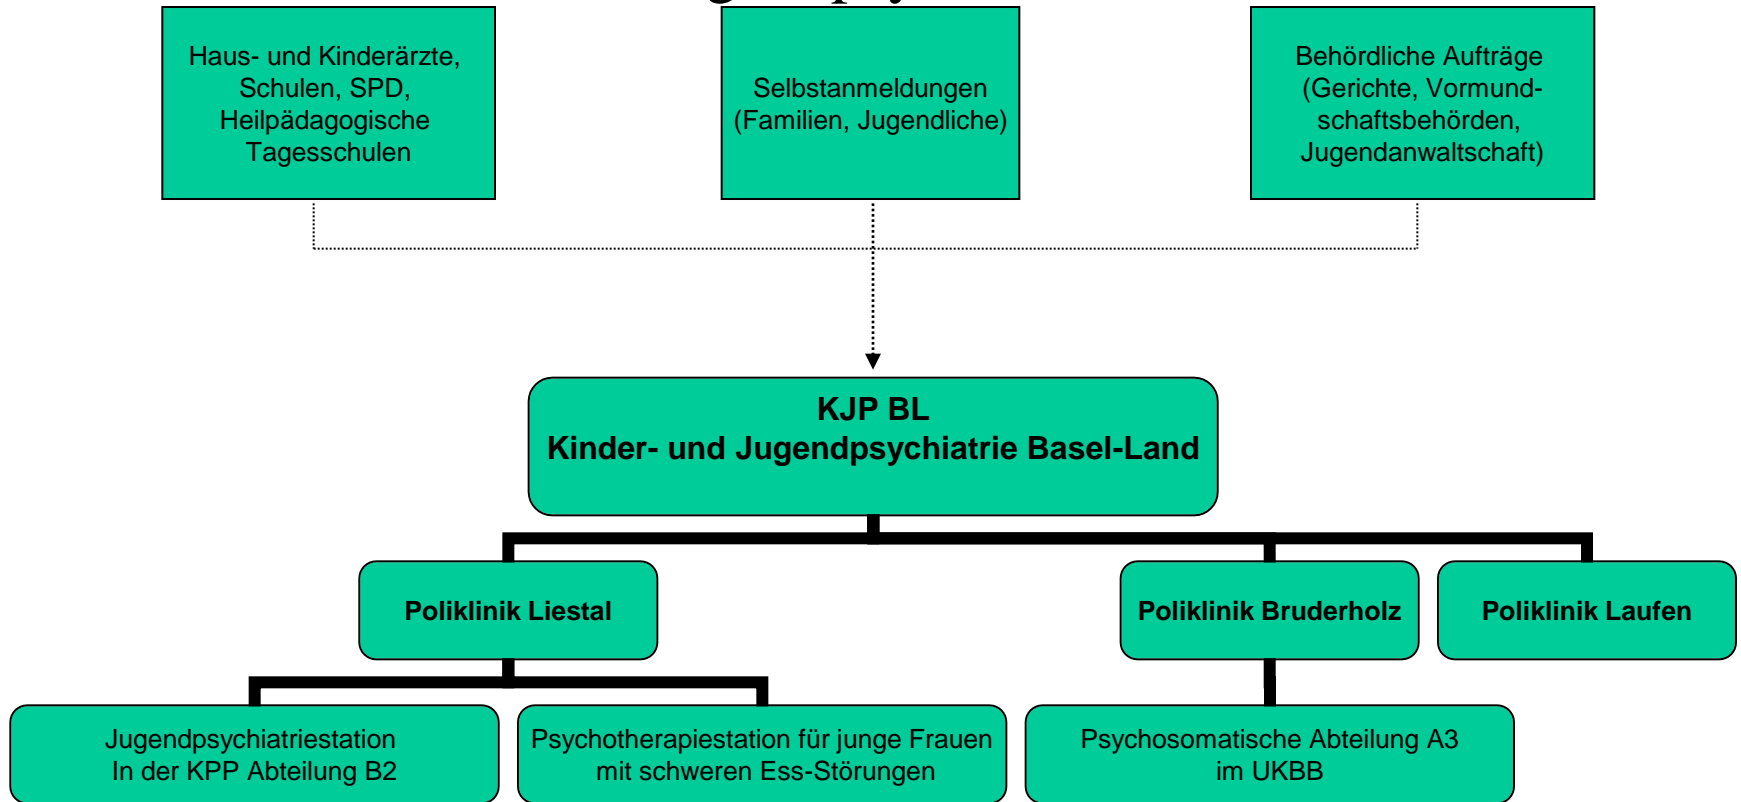 Haus- und Kinderärzte,
Schulen, SPD,
Heilpädagogische
Tagesschulen
Selbstanmeldungen
(Familien, Jugendliche)
Behördliche Aufträge
(Gerichte, Vormund-
schaftsbehörden,
Jugendanwaltschaft)
KJP BL
Kinder- und Jugendpsychiatrie Basel-Land
Poliklinik Liestal
Poliklinik Bruderholz
Poliklinik Laufen
Jugendpsychiatriestation
In der KPP Abteilung B2
Psychotherapiestation für junge Frauen
mit schweren Ess-Störungen
Psychosomatische Abteilung A3
im UKBB